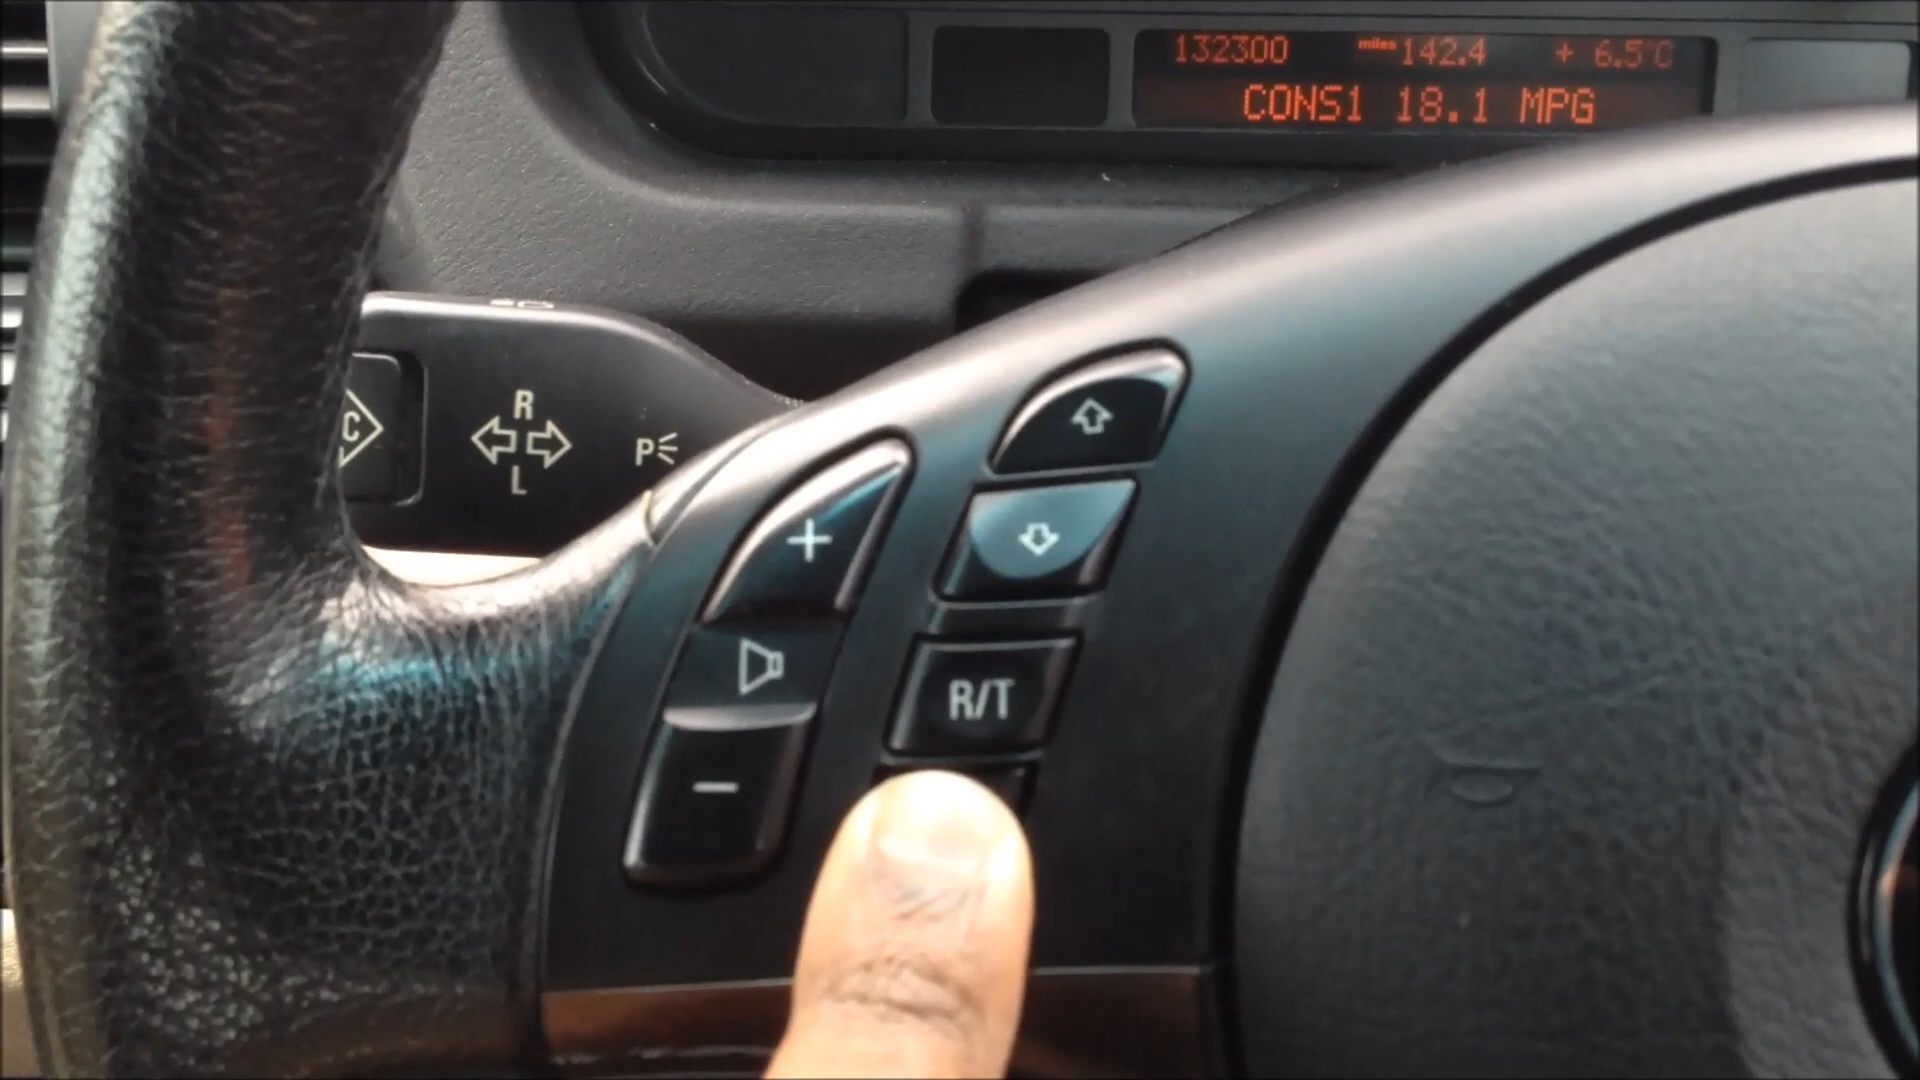 132300 miles 142.4 + 6.5°C
CONS1 18.1 MPG
C
R
L
P
+
R/T
−